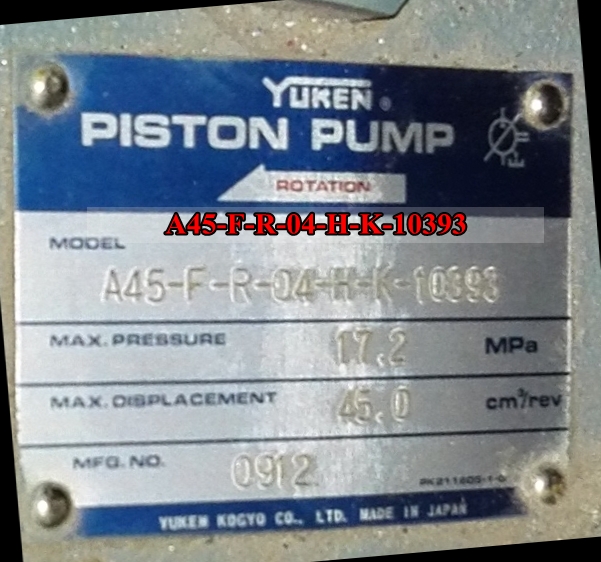 YUKEN®
PISTON PUMP
ROTATION
A45-F-R-04-H-K-10393
MODEL
A45-F-R-04-H-K-10393
MAX. PRESSURE 17.2 MPa
MAX. DISPLACEMENT 45.0 cm³/rev
MFG. NO. 0912
YUKEN KOGYO CO., LTD. MADE IN JAPAN